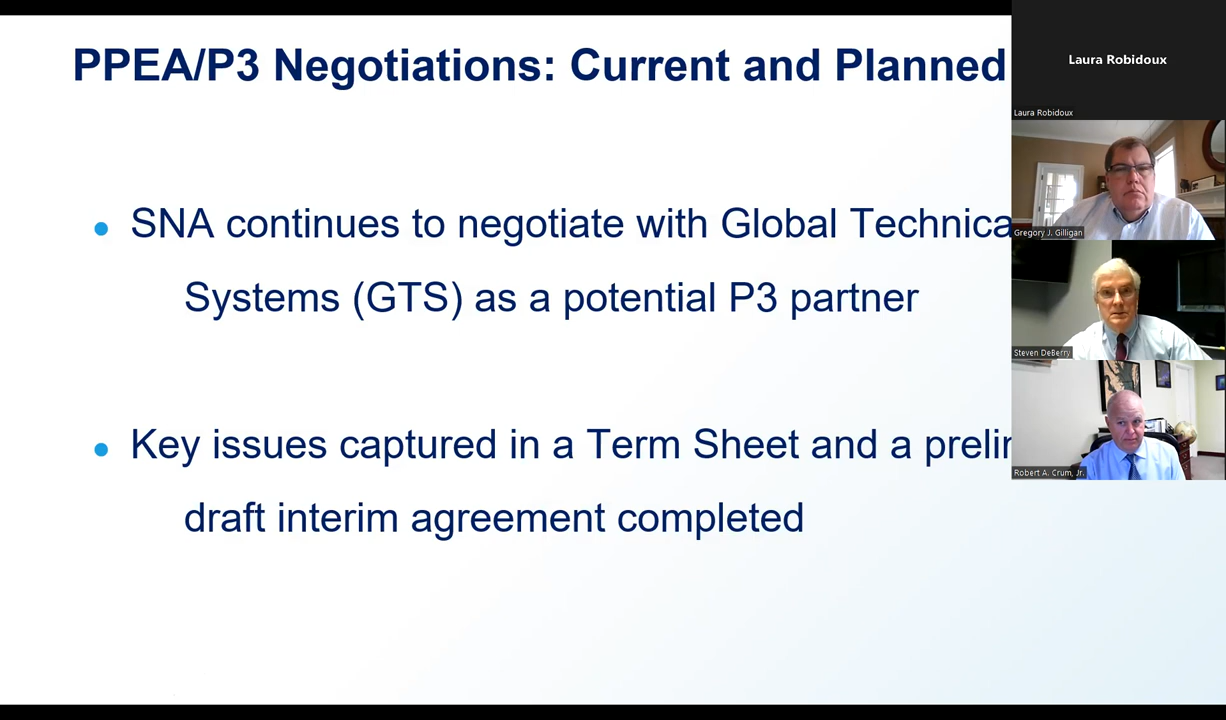 PPEA/P3 Negotiations: Current and Planned
SNA continues to negotiate with Global Technica
Systems (GTS) as a potential P3 partner
Key issues captured in a Term Sheet and a prelim
draft interim agreement completed
Laura Robidoux
Laura Robidoux
Gregory J. Gilligan
Steven DeBerry
Robert A. Crum, Jr.